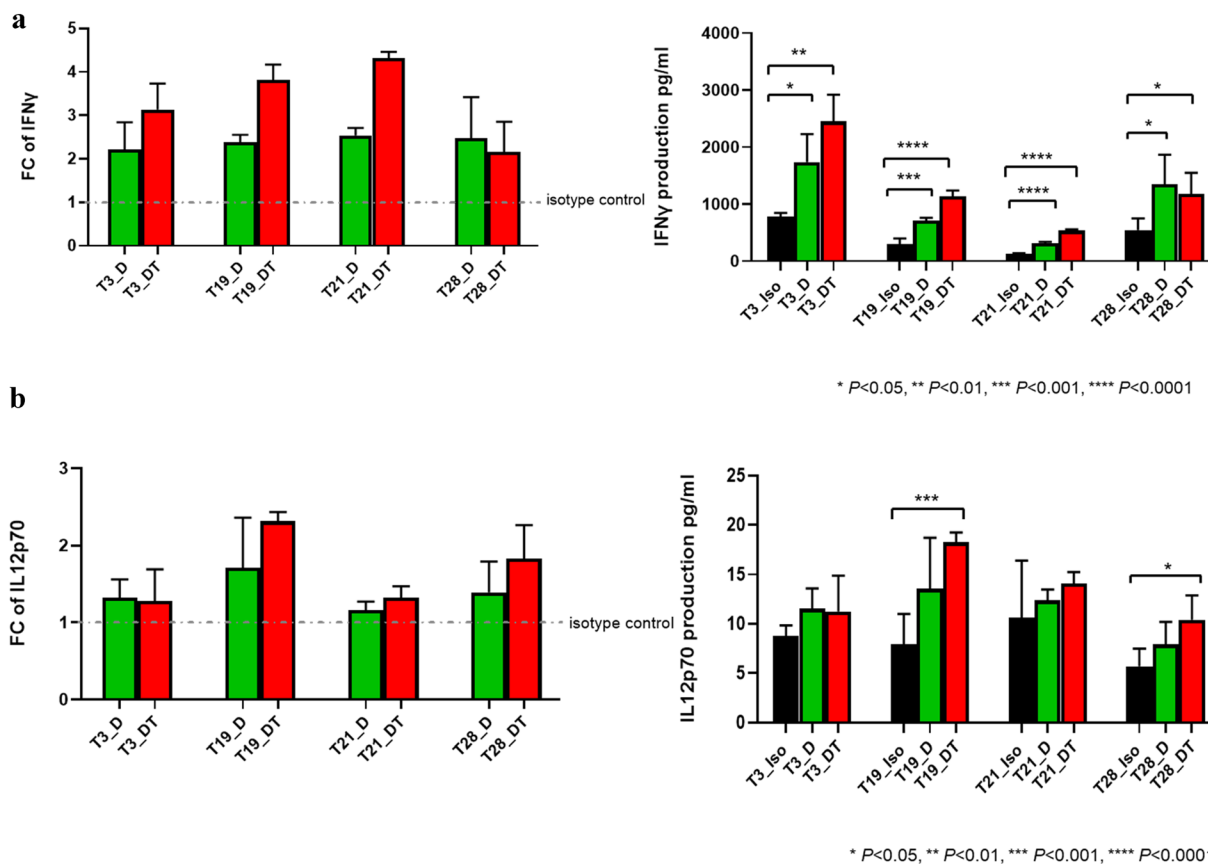 a
FC of IFNγ
5
4
3
2
1
0
isotype control
T3_D
T3_DT
T19_D
T19_DT
T21_D
T21_DT
T28_D
T28_DT
IFNγ production pg/ml
4000
3000
2000
1000
0
**
*
****
***
****
****
*
*
T3_Iso
T3_D
T3_DT
T19_Iso
T19_D
T19_DT
T21_Iso
T21_D
T21_DT
T28_Iso
T28_D
T28_DT
* P<0.05, ** P<0.01, *** P<0.001, **** P<0.0001
b
FC of IL12p70
3
2
1
0
isotype control
T3_D
T3_DT
T19_D
T19_DT
T21_D
T21_DT
T28_D
T28_DT
IL12p70 production pg/ml
25
20
15
10
5
0
***
*
T3_Iso
T3_D
T3_DT
T19_Iso
T19_D
T19_DT
T21_Iso
T21_D
T21_DT
T28_Iso
T28_D
T28_DT
* P<0.05, ** P<0.01, *** P<0.001, **** P<0.0001